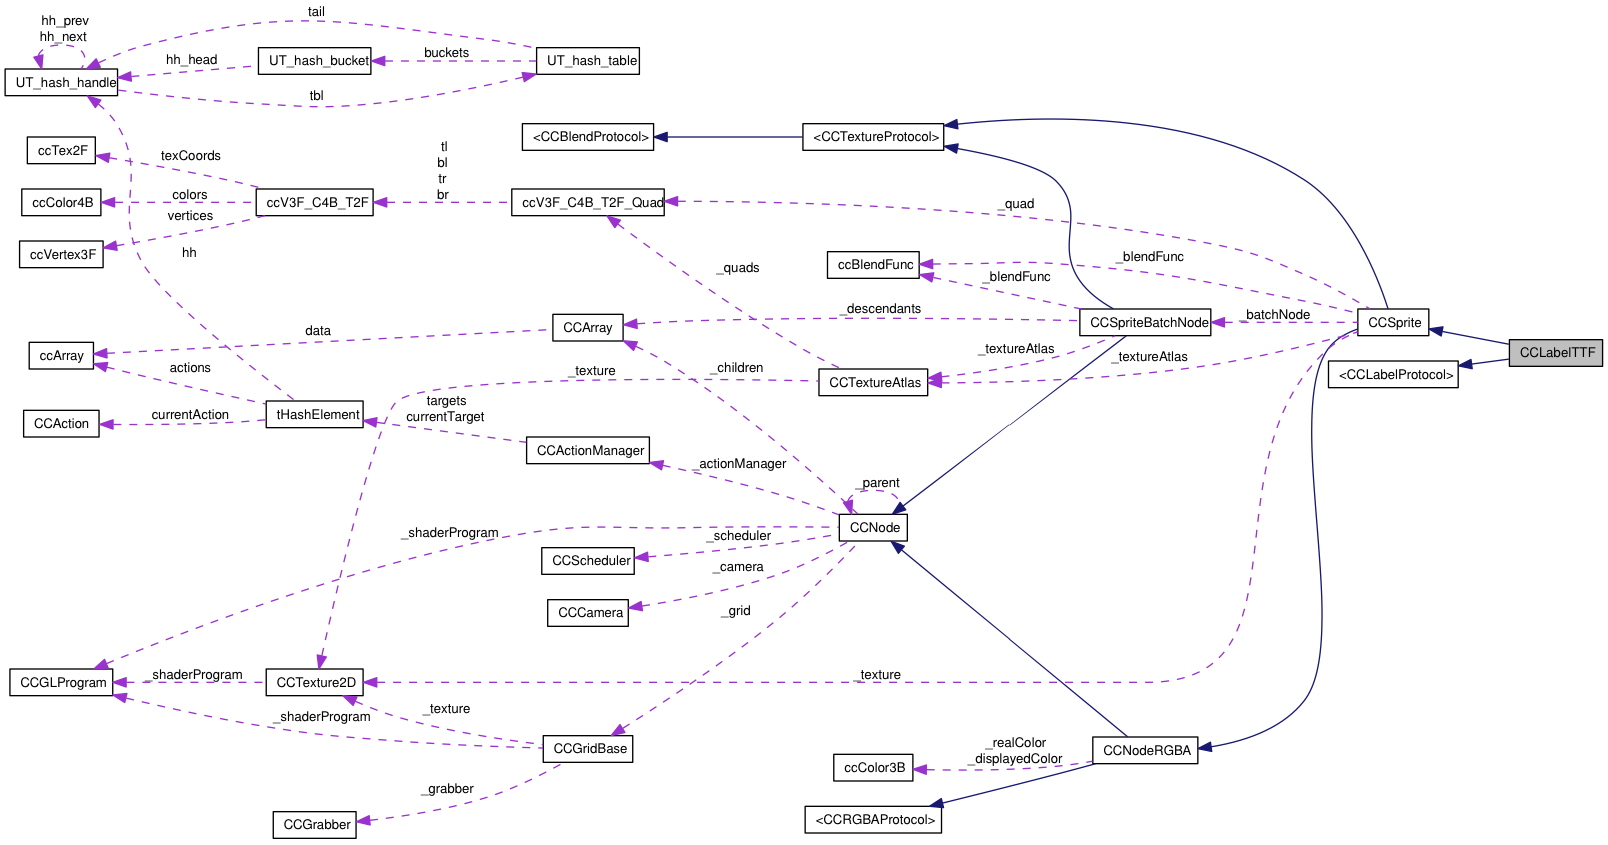 tail
hh_prev
hh_next
hh_head
UT_hash_bucket
buckets
UT_hash_table
UT_hash_handle
tbl
<CCBlendProtocol>
<CCTextureProtocol>
ccTex2F
texCoords
tl
bl
tr
br
ccColor4B
colors
ccV3F_C4B_T2F
ccV3F_C4B_T2F_Quad
_quad
vertices
ccVertex3F
hh
_quads
ccBlendFunc
_blendFunc
_blendFunc
_descendants
CCArray
data
CCSpriteBatchNode
_batchNode
CCSprite
ccArray
actions
_texture
_children
_textureAtlas
_textureAtlas
CCLabelTTF
<CCLabelProtocol>
CCTextureAtlas
targets
currentTarget
currentAction
tHashElement
CCAction
CCActionManager
_actionManager
_parent
CCNode
_shaderProgram
_scheduler
CCScheduler
_camera
CCCamera
_grid
CCGLProgram
_shaderProgram
CCTexture2D
_texture
_shaderProgram
_texture
CCGridBase
_realColor
_displayedColor
CCNodeRGBA
ccColor3B
_grabber
CCGrabber
<CCRGBAProtocol>